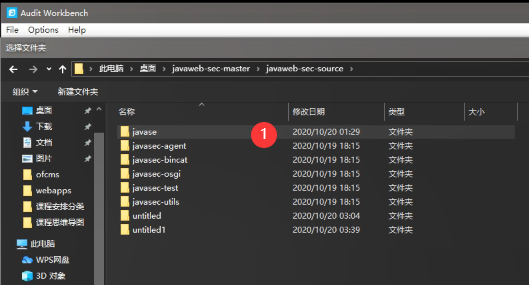 Audit Workbench
File Options Help
选择文件夹
此电脑 > 桌面 > javaweb-sec-master > javaweb-sec-source >
组织 新建文件夹
名称 修改日期 类型 大小
桌面
下载
文档
图片
ofcms
webapps
课程安排分类
课程思维导图
此电脑
WPS网盘
3D 对象
javase 1 2020/10/20 01:29 文件夹
javasec-agent 2020/10/19 18:15 文件夹
javasec-bincat 2020/10/19 18:15 文件夹
javasec-osgi 2020/10/19 18:15 文件夹
javasec-test 2020/10/19 18:15 文件夹
javasec-utils 2020/10/19 18:15 文件夹
untitled 2020/10/20 03:04 文件夹
untitled1 2020/10/20 03:39 文件夹